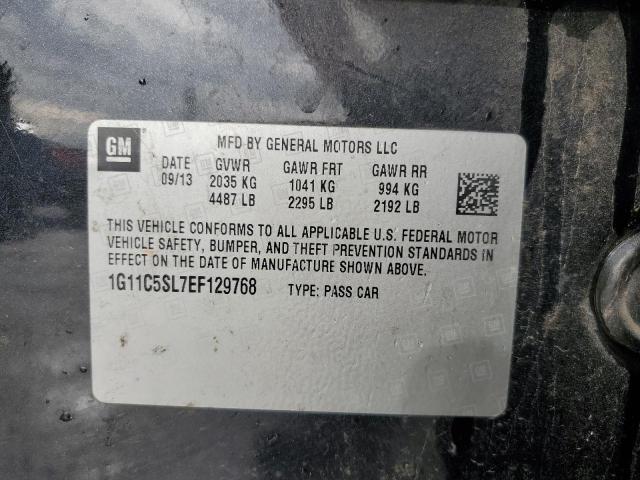 GM
MFD BY GENERAL MOTORS LLC
DATE GVWR GAWR FRT GAWR RR
09/13 2035 KG 1041 KG 994 KG
4487 LB 2295 LB 2192 LB
THIS VEHICLE CONFORMS TO ALL APPLICABLE U.S. FEDERAL MOTOR
VEHICLE SAFETY, BUMPER, AND THEFT PREVENTION STANDARDS IN
EFFECT ON THE DATE OF MANUFACTURE SHOWN ABOVE.
1G11C5SL7EF129768 TYPE: PASS CAR